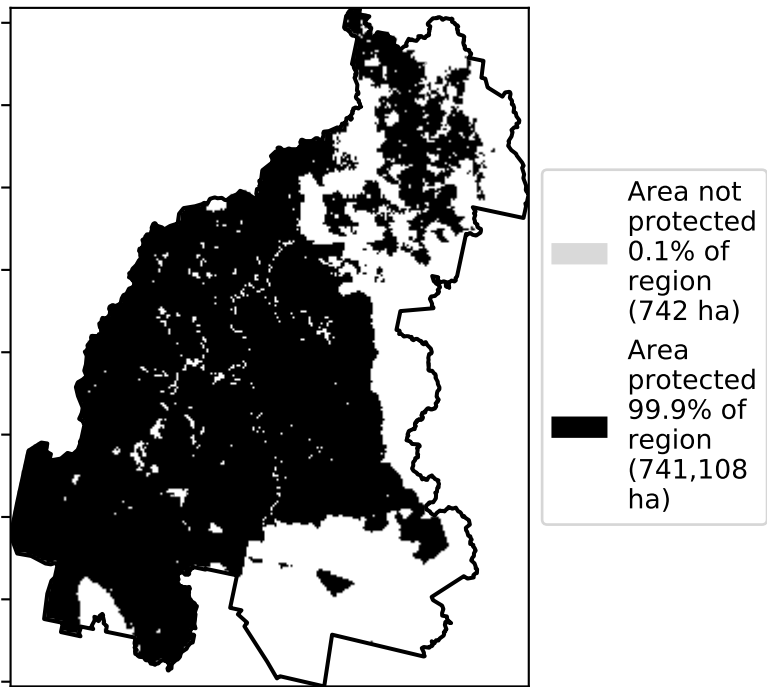 Area not
protected
0.1% of
region
(742 ha)
Area
protected
99.9% of
region
(741,108
ha)